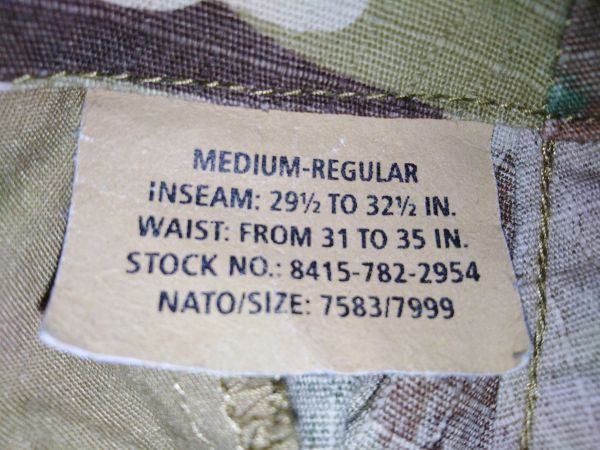 MEDIUM-REGULAR
INSEAM: 29½ TO 32½ IN.
WAIST: FROM 31 TO 35 IN.
STOCK NO.: 8415-782-2954
NATO/SIZE: 7583/7999